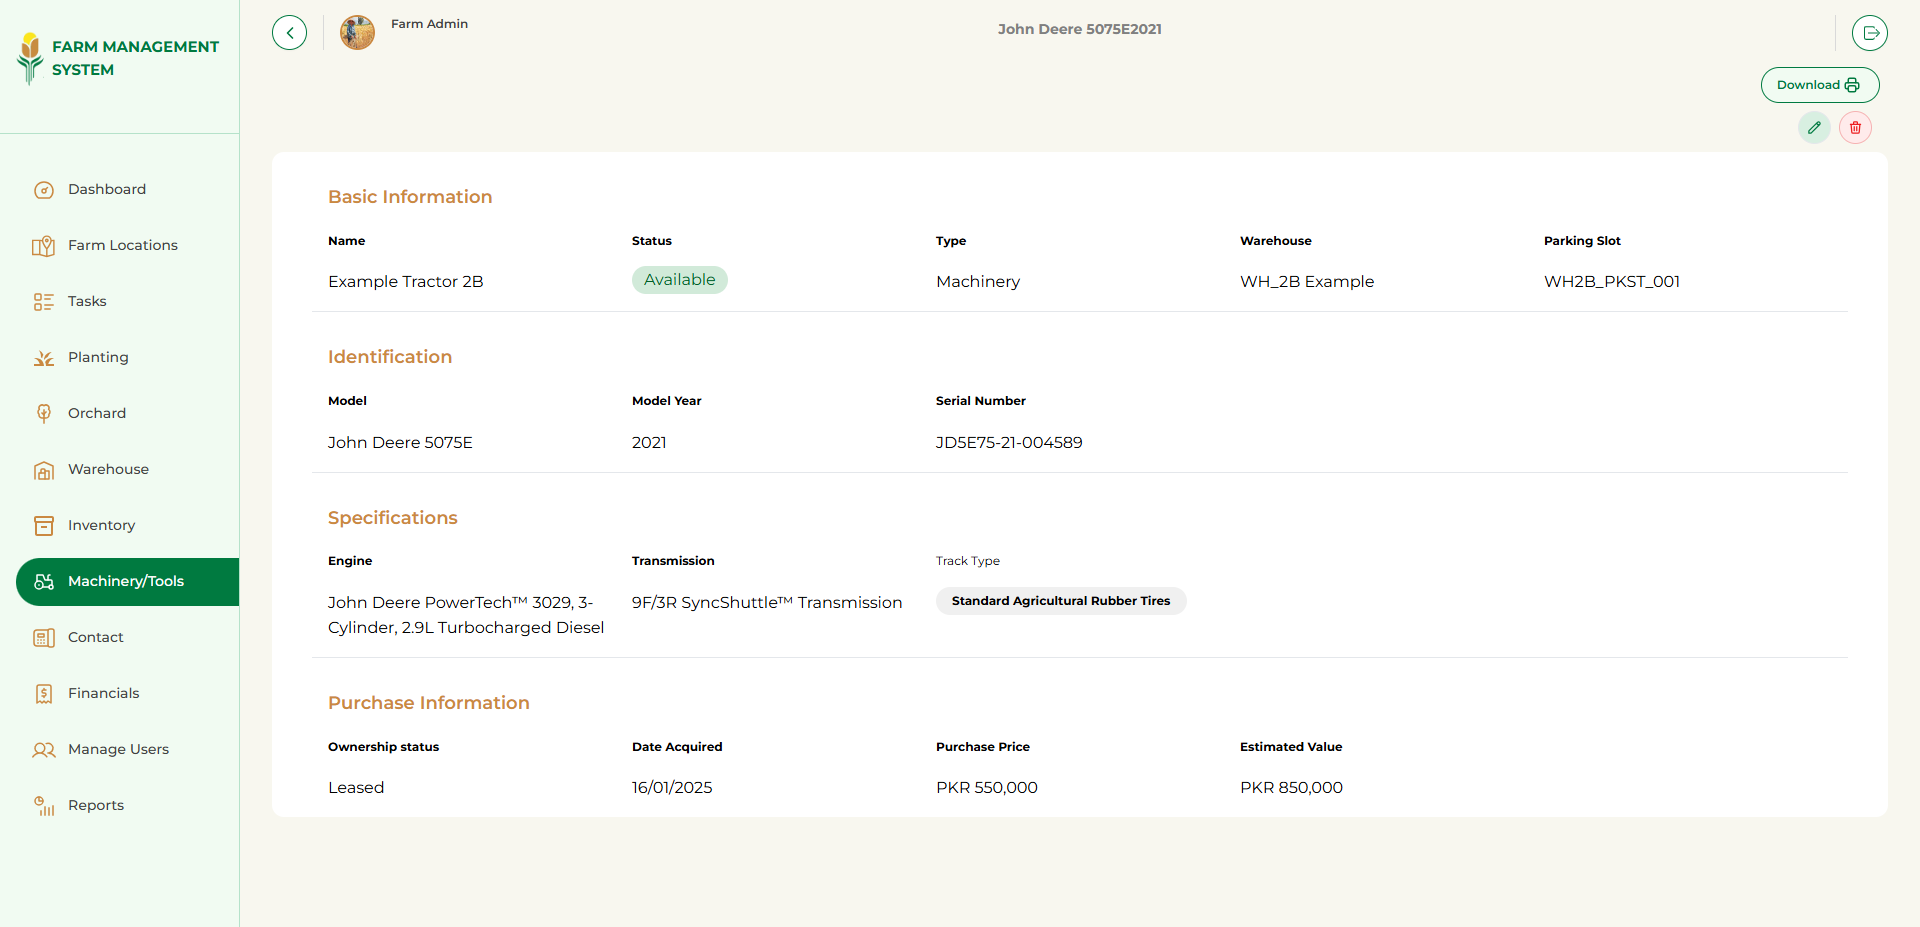 FARM MANAGEMENT
SYSTEM
Farm Admin
John Deere 5075E2021
Download
Dashboard
Farm Locations
Tasks
Planting
Orchard
Warehouse
Inventory
Machinery/Tools
Contact
Financials
Manage Users
Reports
Basic Information
Name Status Type Warehouse Parking Slot
Example Tractor 2B Available Machinery WH_2B Example WH2B_PKST_001
Identification
Model Model Year Serial Number
John Deere 5075E 2021 JD5E75-21-004589
Specifications
Engine Transmission Track Type
John Deere PowerTech™ 3029, 3- 9F/3R SyncShuttle™ Transmission Standard Agricultural Rubber Tires
Cylinder, 2.9L Turbocharged Diesel
Purchase Information
Ownership status Date Acquired Purchase Price Estimated Value
Leased 16/01/2025 PKR 550,000 PKR 850,000